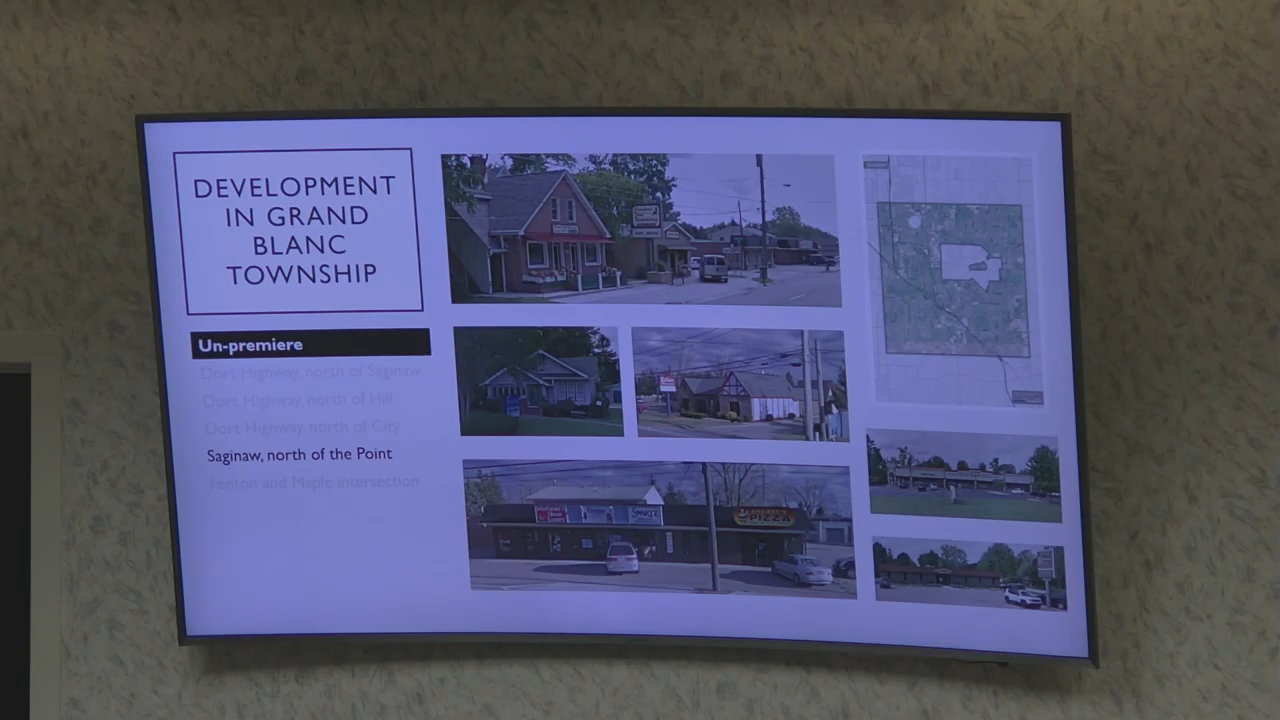 DEVELOPMENT
IN GRAND
BLANC
TOWNSHIP
Un-premiere
Dort Highway, north of Saginaw
Dort Highway, north of Hill
Dort Highway, north of City
Saginaw, north of the Point
Fenton and Maple intersection
PIZZA